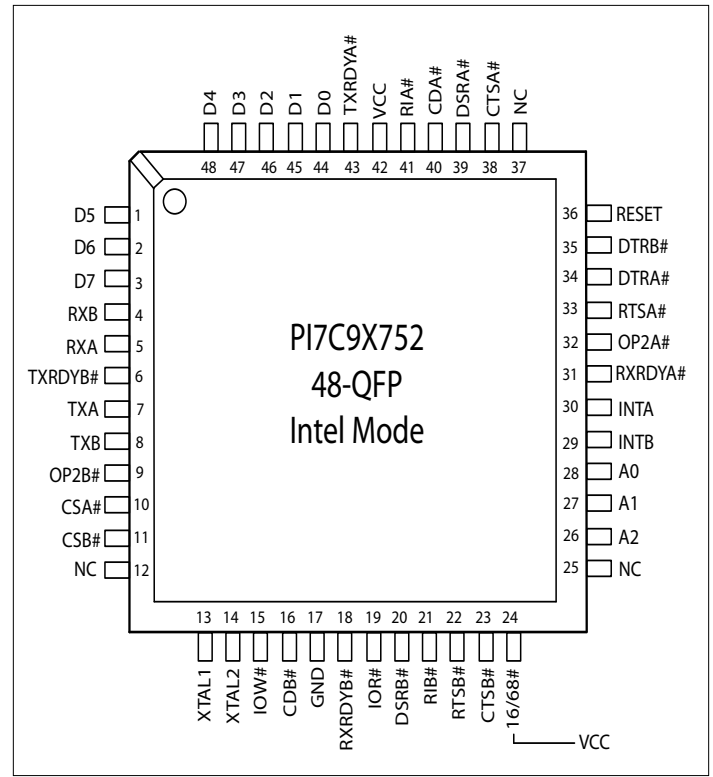 D4 D3 D2 D1 D0 TXRDYA# VCC RIA# CDA# DSRA# CTSA# NC
48 47 46 45 44 43 42 41 40 39 38 37
D5 1
D6 2
D7 3
RXB 4
RXA 5
TXRDYB# 6
TXA 7
TXB 8
OP2B# 9
CSA# 10
CSB# 11
NC 12
PI7C9X752
48-QFP
Intel Mode
36 RESET
35 DTRB#
34 DTRA#
33 RTSA#
32 OP2A#
31 RXRDYA#
30 INTA
29 INTB
28 A0
27 A1
26 A2
25 NC
13 14 15 16 17 18 19 20 21 22 23 24
XTAL1 XTAL2 IOW# CDB# GND RXRDYB# IOR# DSRB# RIB# RTSB# CTSB# 16/68#
VCC